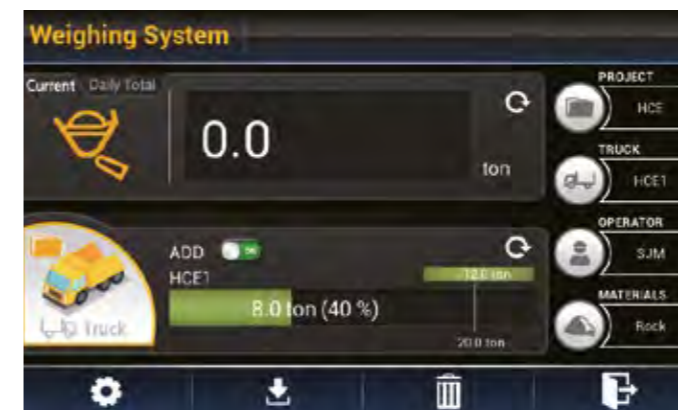 Weighing System
Current Daily Total
0.0
ton
PROJECT
HCE
TRUCK
HCE1
ADD ON
HCE1
-12.0 ton
8.0 ton (40 %)
20.0 ton
Truck
OPERATOR
SJM
MATERIALS
Rock